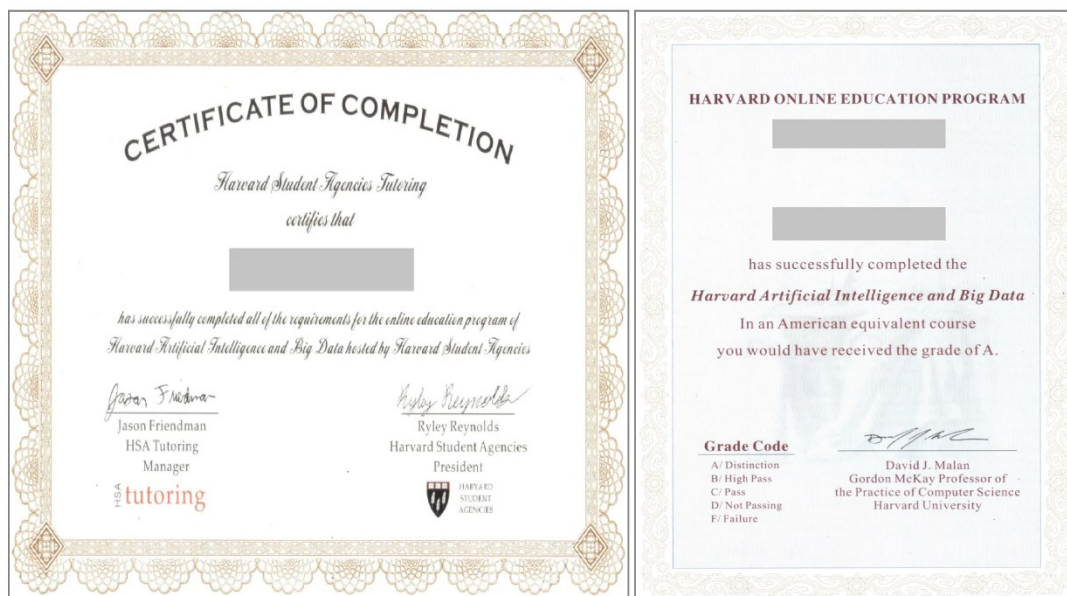 CERTIFICATE OF COMPLETION
Harvard Student Agencies Tutoring
certifies that
has successfully completed all of the requirements for the online education program of
Harvard Artificial Intelligence and Big Data hosted by Harvard Student Agencies
Jason Friedman
Jason Friendman
HSA Tutoring
Manager
HSA tutoring
Ryley Reynolds
Ryley Reynolds
Harvard Student Agencies
President
HARVARD
STUDENT
AGENCIES
HARVARD ONLINE EDUCATION PROGRAM
has successfully completed the
Harvard Artificial Intelligence and Big Data
In an American equivalent course
you would have received the grade of A.
Grade Code
A/ Distinction
B/ High Pass
C/ Pass
D/ Not Passing
F/ Failure
David J. Malan
Gordon McKay Professor of
the Practice of Computer Science
Harvard University